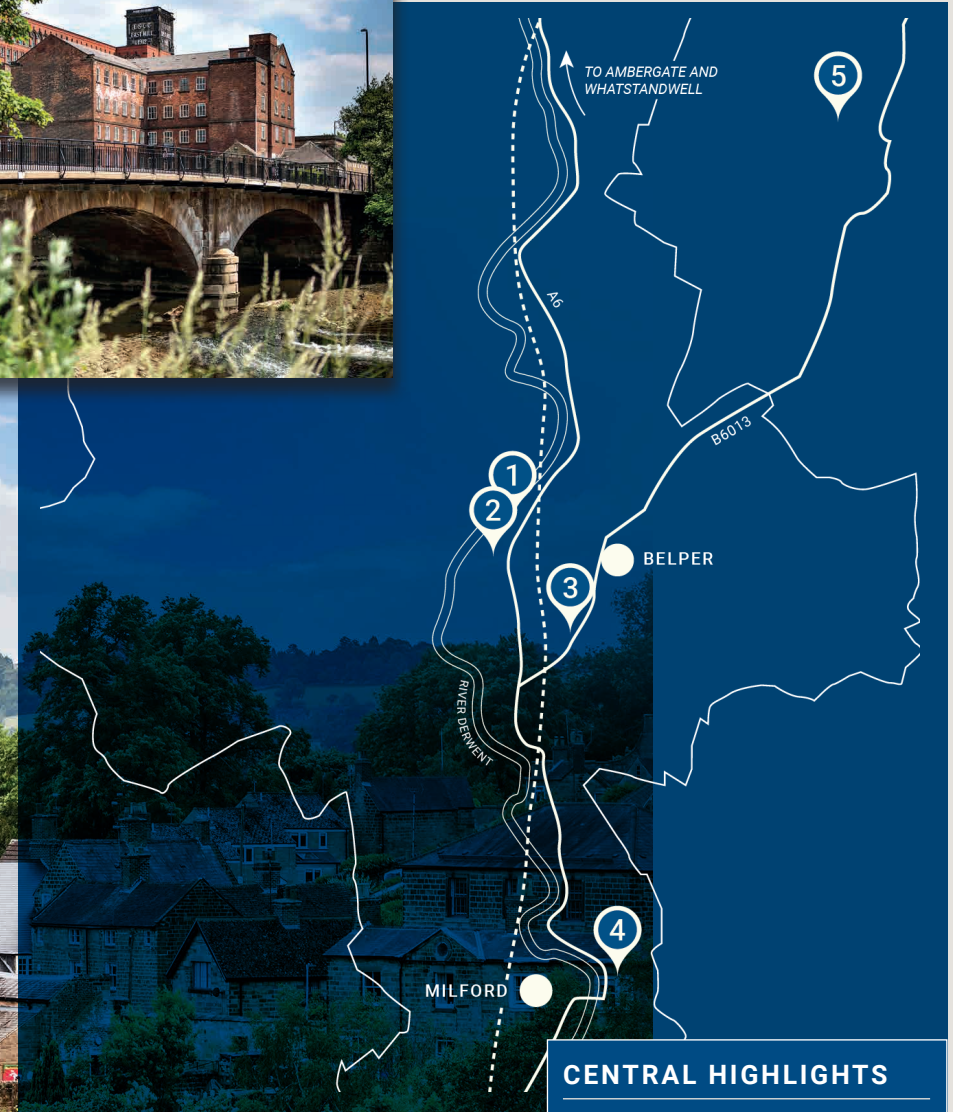 TO AMBERGATE AND
WHATSTANDWELL
5
A6
B6013
1
2
BELPER
3
RIVER DERWENT
4
MILFORD
CENTRAL HIGHLIGHTS